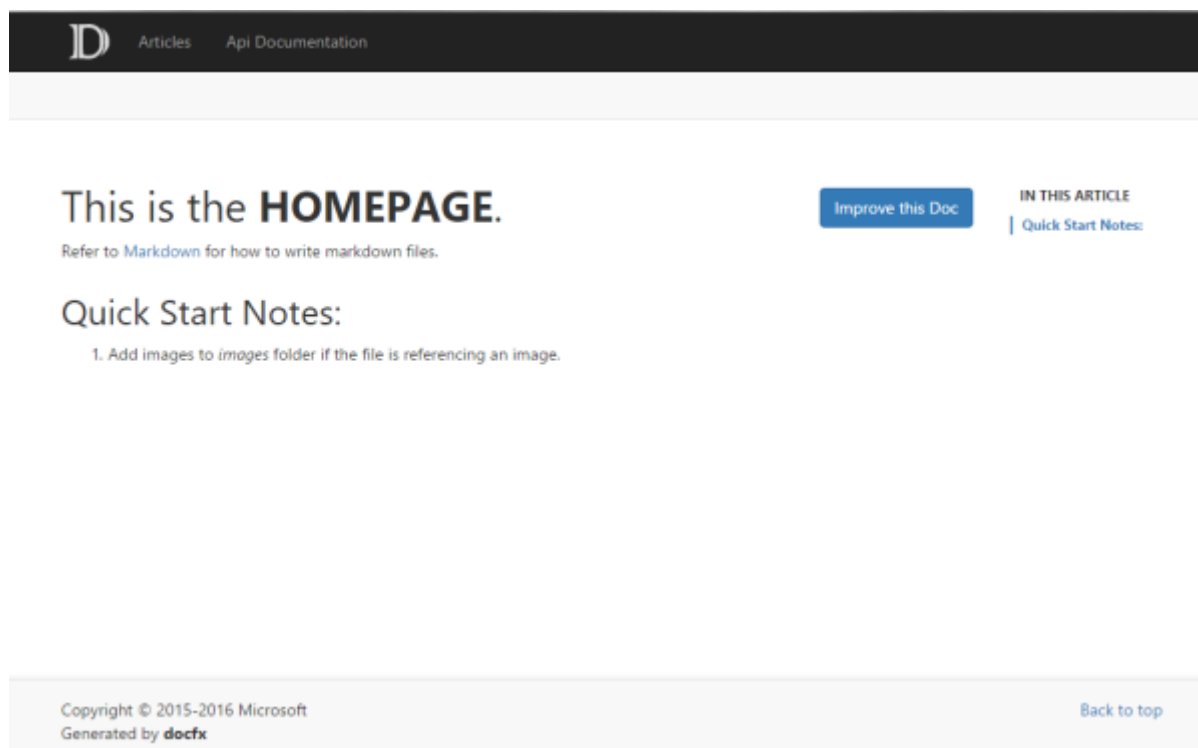 D Articles Api Documentation
This is the HOMEPAGE.
Improve this Doc
IN THIS ARTICLE
Quick Start Notes:
Refer to Markdown for how to write markdown files.
Quick Start Notes:
1. Add images to images folder if the file is referencing an image.
Copyright © 2015-2016 Microsoft
Back to top
Generated by docfx